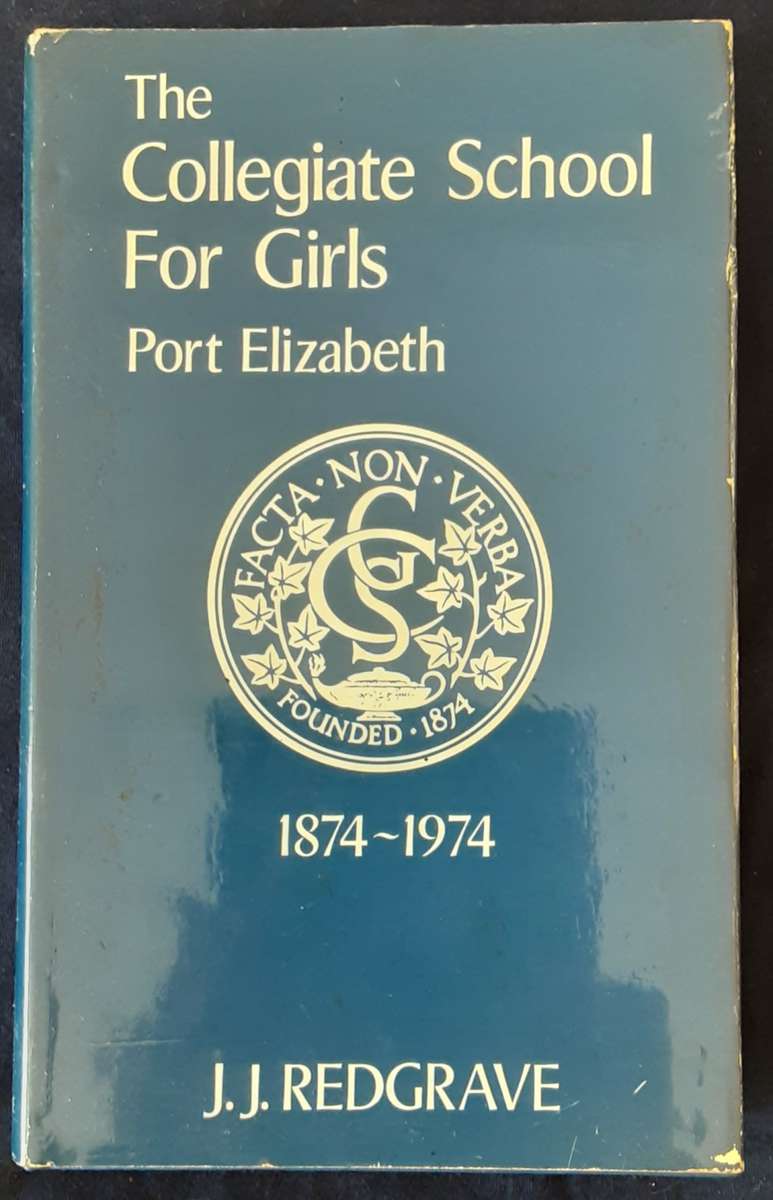 The
Collegiate School
For Girls
Port Elizabeth
FACTA · NON · VERBA
CGS
FOUNDED · 1874
1874~1974
J. J. REDGRAVE